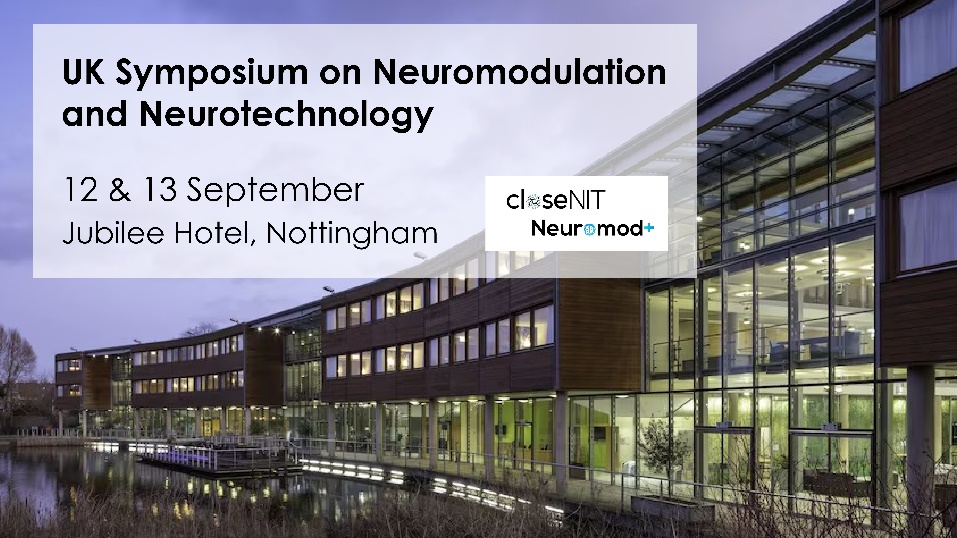 UK Symposium on Neuromodulation
and Neurotechnology
12 & 13 September
Jubilee Hotel, Nottingham
closeNIT
Neuromod+